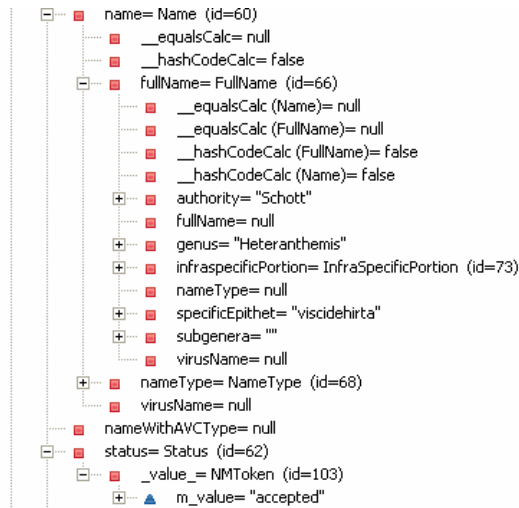 name= Name (id=60)
__equalsCalc= null
__hashCodeCalc= false
fullName= FullName (id=66)
__equalsCalc (Name)= null
__equalsCalc (FullName)= null
__hashCodeCalc (FullName)= false
__hashCodeCalc (Name)= false
authority= "Schott"
fullName= null
genus= "Heteranthemis"
infraspecificPortion= InfraSpecificPortion (id=73)
nameType= null
specificEpithet= "viscidehirta"
subgenera= ""
virusName= null
nameType= NameType (id=68)
virusName= null
nameWithAVCType= null
status= Status (id=62)
_value_= NMToken (id=103)
m_value= "accepted"